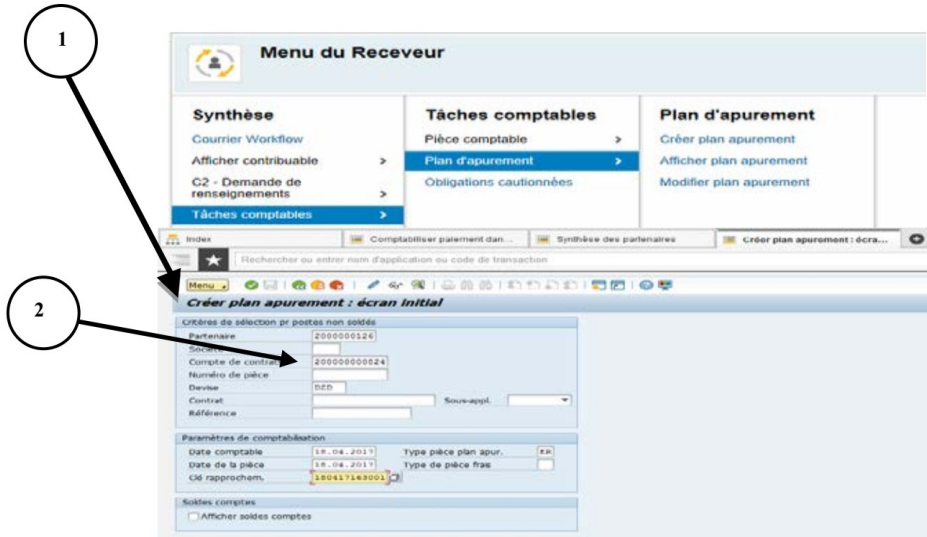 1
Menu du Receveur
Synthèse
Courrier Workflow
Afficher contribuable >
C2 - Demande de
renseignements >
Tâches comptables >
Tâches comptables
Pièce comptable >
Plan d'apurement >
Obligations cautionnées
Plan d'apurement
Créer plan apurement
Afficher plan apurement
Modifier plan apurement
Index
Comptabiliser paiement dan...
Synthèse des partenaires
Créer plan apurement : écra...
Rechercher ou entrer nom d'application ou code de transaction
Menu
Créer plan apurement : écran initial
2
Critères de sélection pr postes non soldés
Partenaire 2000000126
Société
Compte de contrat 200000000824
Numéro de pièce
Devise DZD
Contrat Sous-appl.
Référence
Paramètres de comptabilisation
Date comptable 18.04.2017 Type pièce plan apur.
Date de la pièce 18.04.2017 Type de pièce frais
Clé rapprochem. 180417163001
Soldes comptes
Afficher soldes comptes